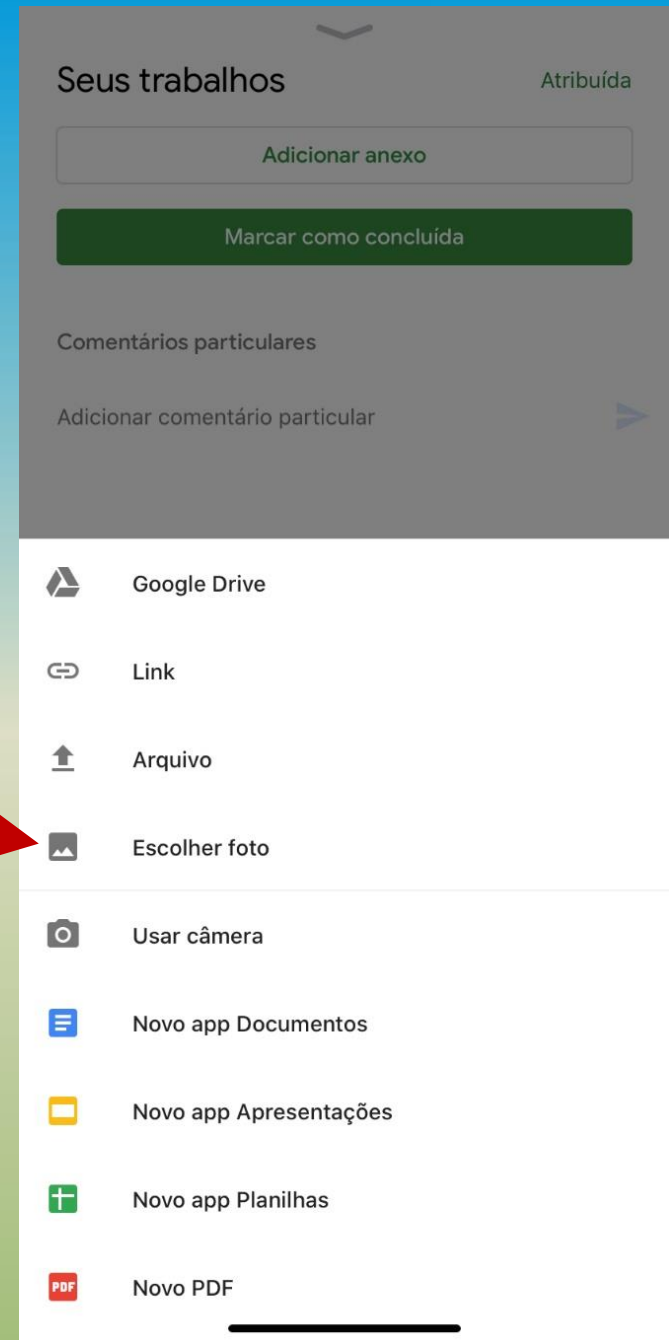 Seus trabalhos
Atribuída
Adicionar anexo
Marcar como concluída
Comentários particulares
Adicionar comentário particular
Google Drive
Link
Arquivo
Escolher foto
Usar câmera
Novo app Documentos
Novo app Apresentações
Novo app Planilhas
PDF Novo PDF